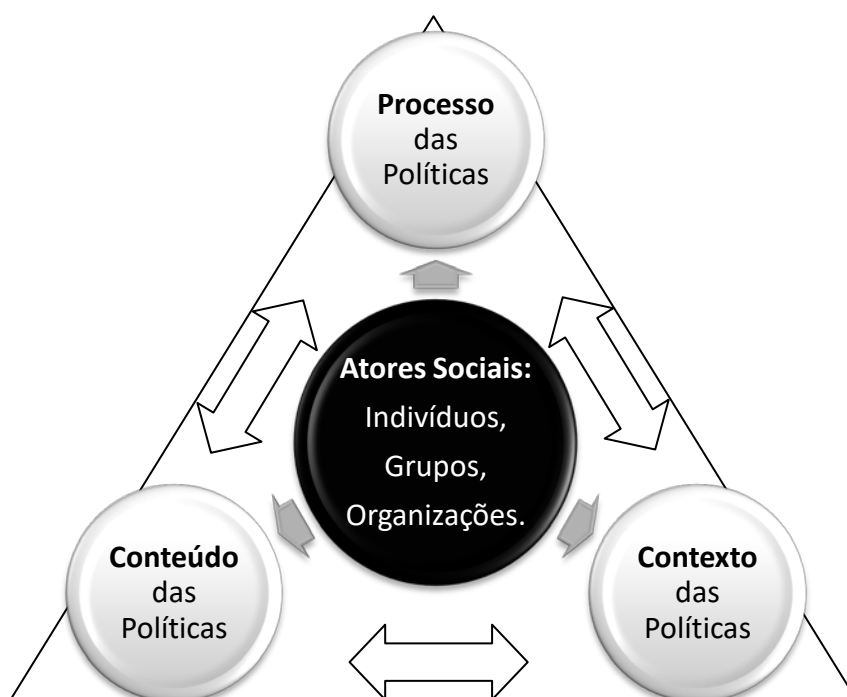 Processo
das
Políticas
Atores Sociais:
Indivíduos,
Grupos,
Organizações.
Conteúdo
das
Políticas
Contexto
das
Políticas